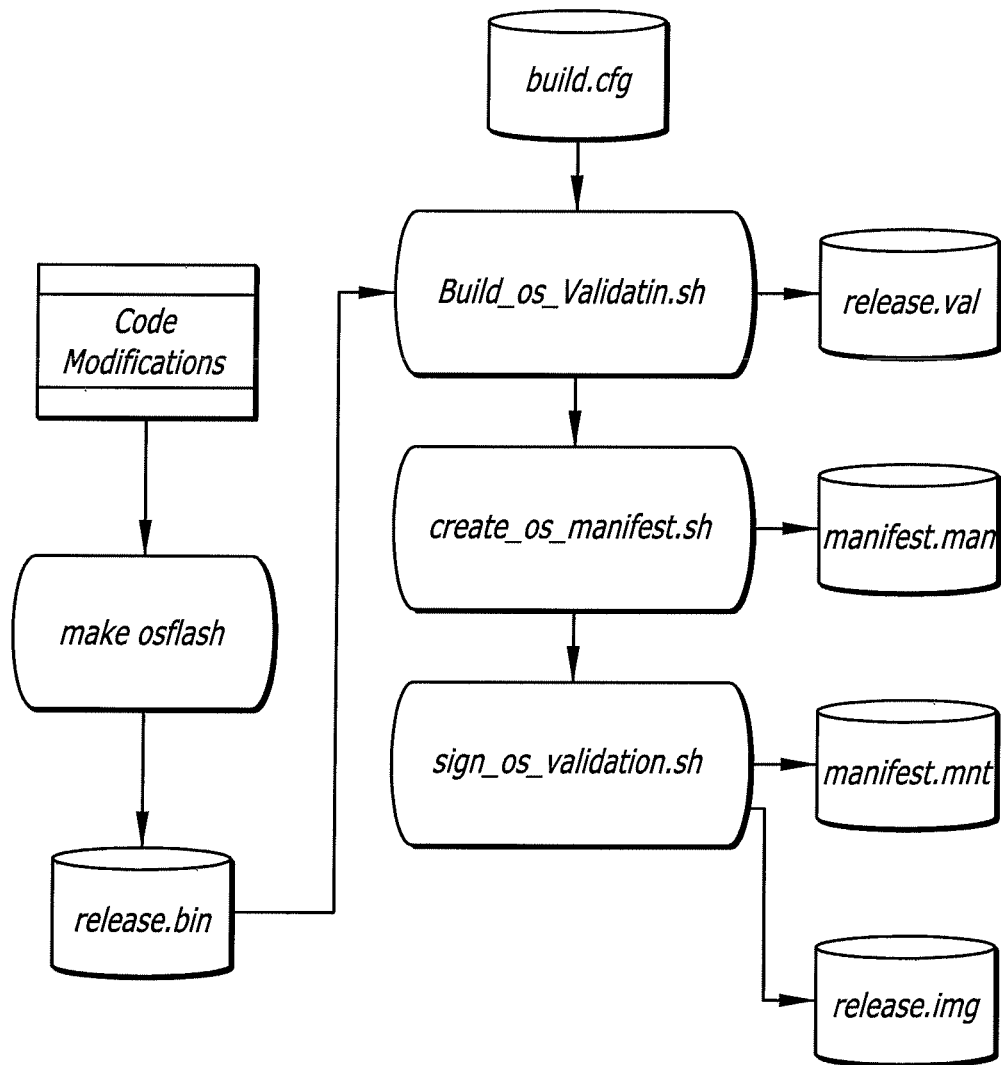 build.cfg
Build_os_Validatin.sh
release.val
Code
Modifications
create_os_manifest.sh
manifest.man
make osflash
sign_os_validation.sh
manifest.mnt
release.bin
release.img